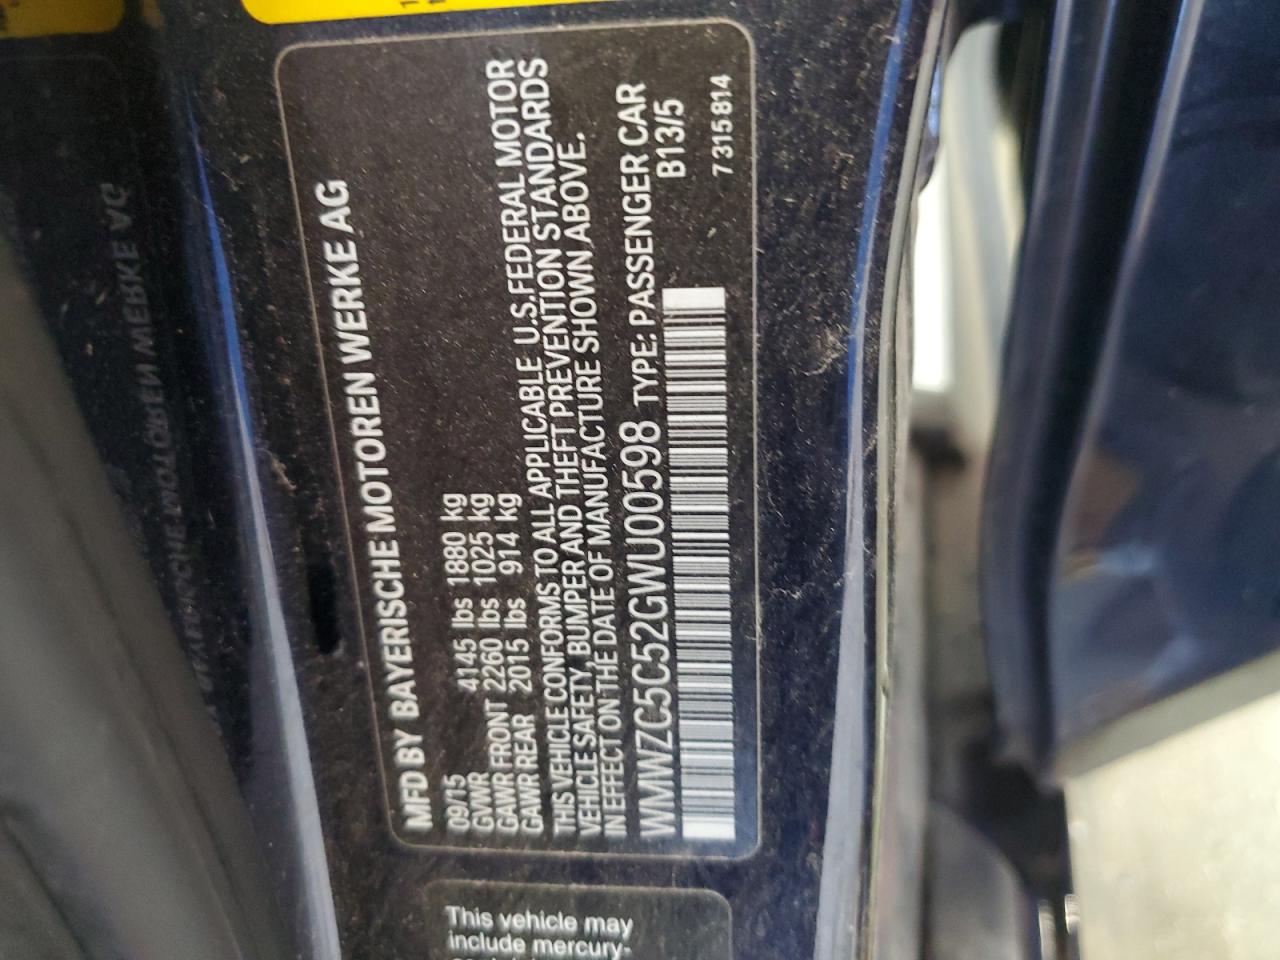 MFD BY BAYERISCHE MOTOREN WERKE AG
09/15
GVWR 4145 lbs 1880 kg
GAWR FRONT 2260 lbs 1025 kg
GAWR REAR 2015 lbs 914 kg
THIS VEHICLE CONFORMS TO ALL APPLICABLE U.S.FEDERAL MOTOR
VEHICLE SAFETY, BUMPER AND THEFT PREVENTION STANDARDS
IN EFFECT ON THE DATE OF MANUFACTURE SHOWN ABOVE.
WMWZC5C52GWU00598 TYPE: PASSENGER CAR
B13/5
7 315 814
This vehicle may
include mercury-